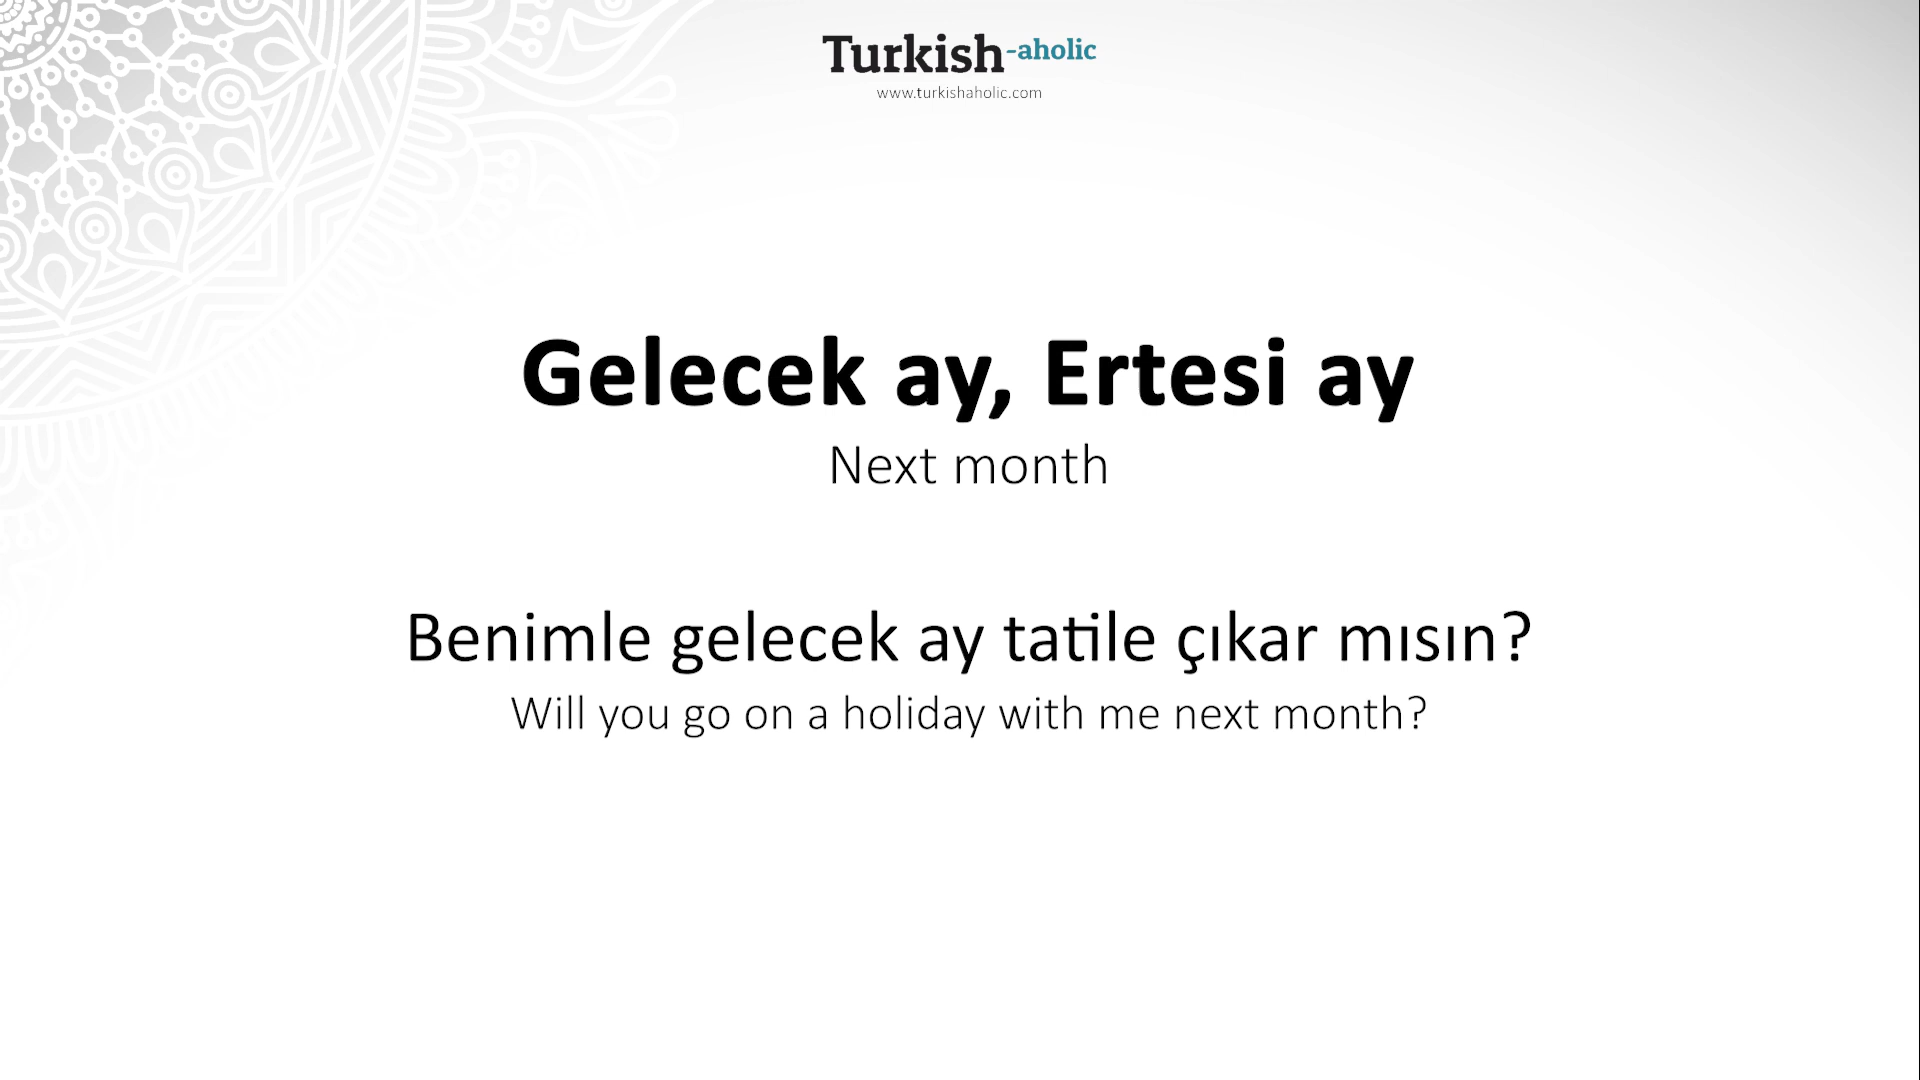 Turkish-aholic
www.turkishaholic.com
Gelecek ay, Ertesi ay
Next month
Benimle gelecek ay tatile çıkar mısın?
Will you go on a holiday with me next month?